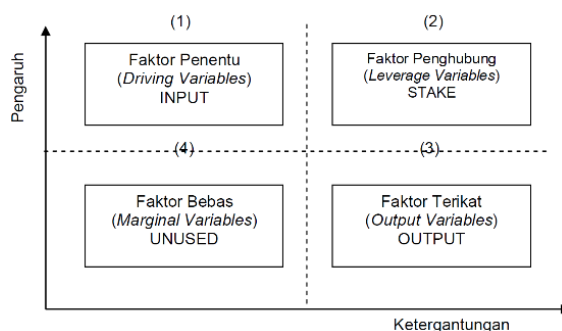 (1)
(2)
Pengaruh
Faktor Penentu
(Driving Variables)
INPUT
Faktor Penghubung
(Leverage Variables)
STAKE
(4)
(3)
Faktor Bebas
(Marginal Variables)
UNUSED
Faktor Terikat
(Output Variables)
OUTPUT
Ketergantungan